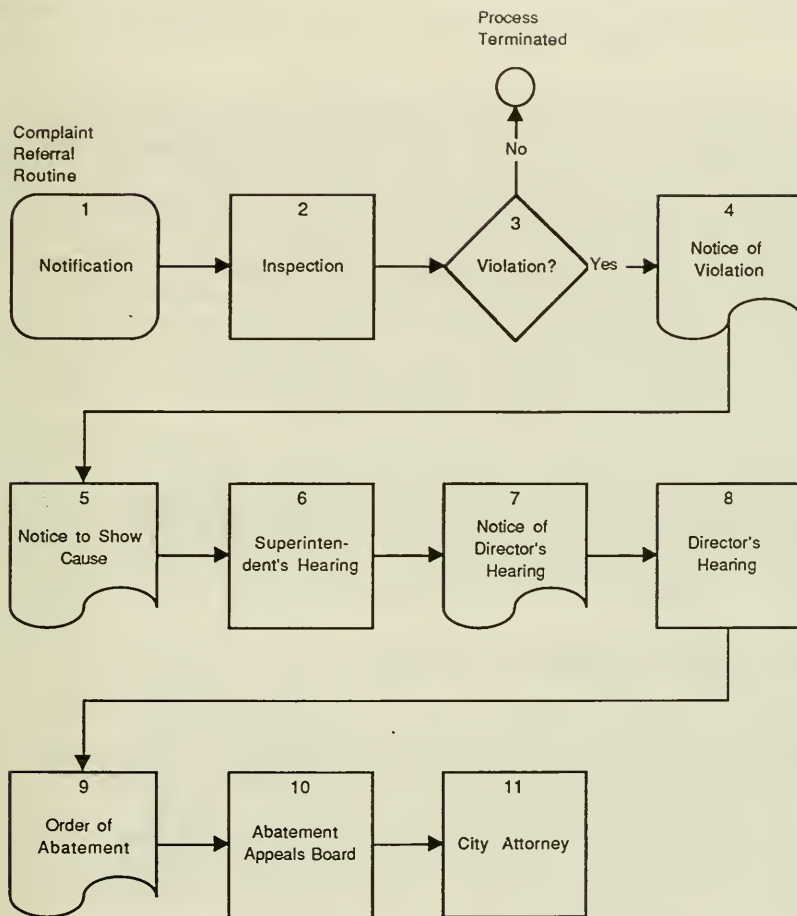 Process
Terminated
No
Complaint
Referral
Routine
1
Notification
2
Inspection
3
Violation?
Yes
4
Notice of
Violation
5
Notice to Show
Cause
6
Superinten-
dent's Hearing
7
Notice of
Director's
Hearing
8
Director's
Hearing
9
Order of
Abatement
10
Abatement
Appeals Board
11
City Attorney